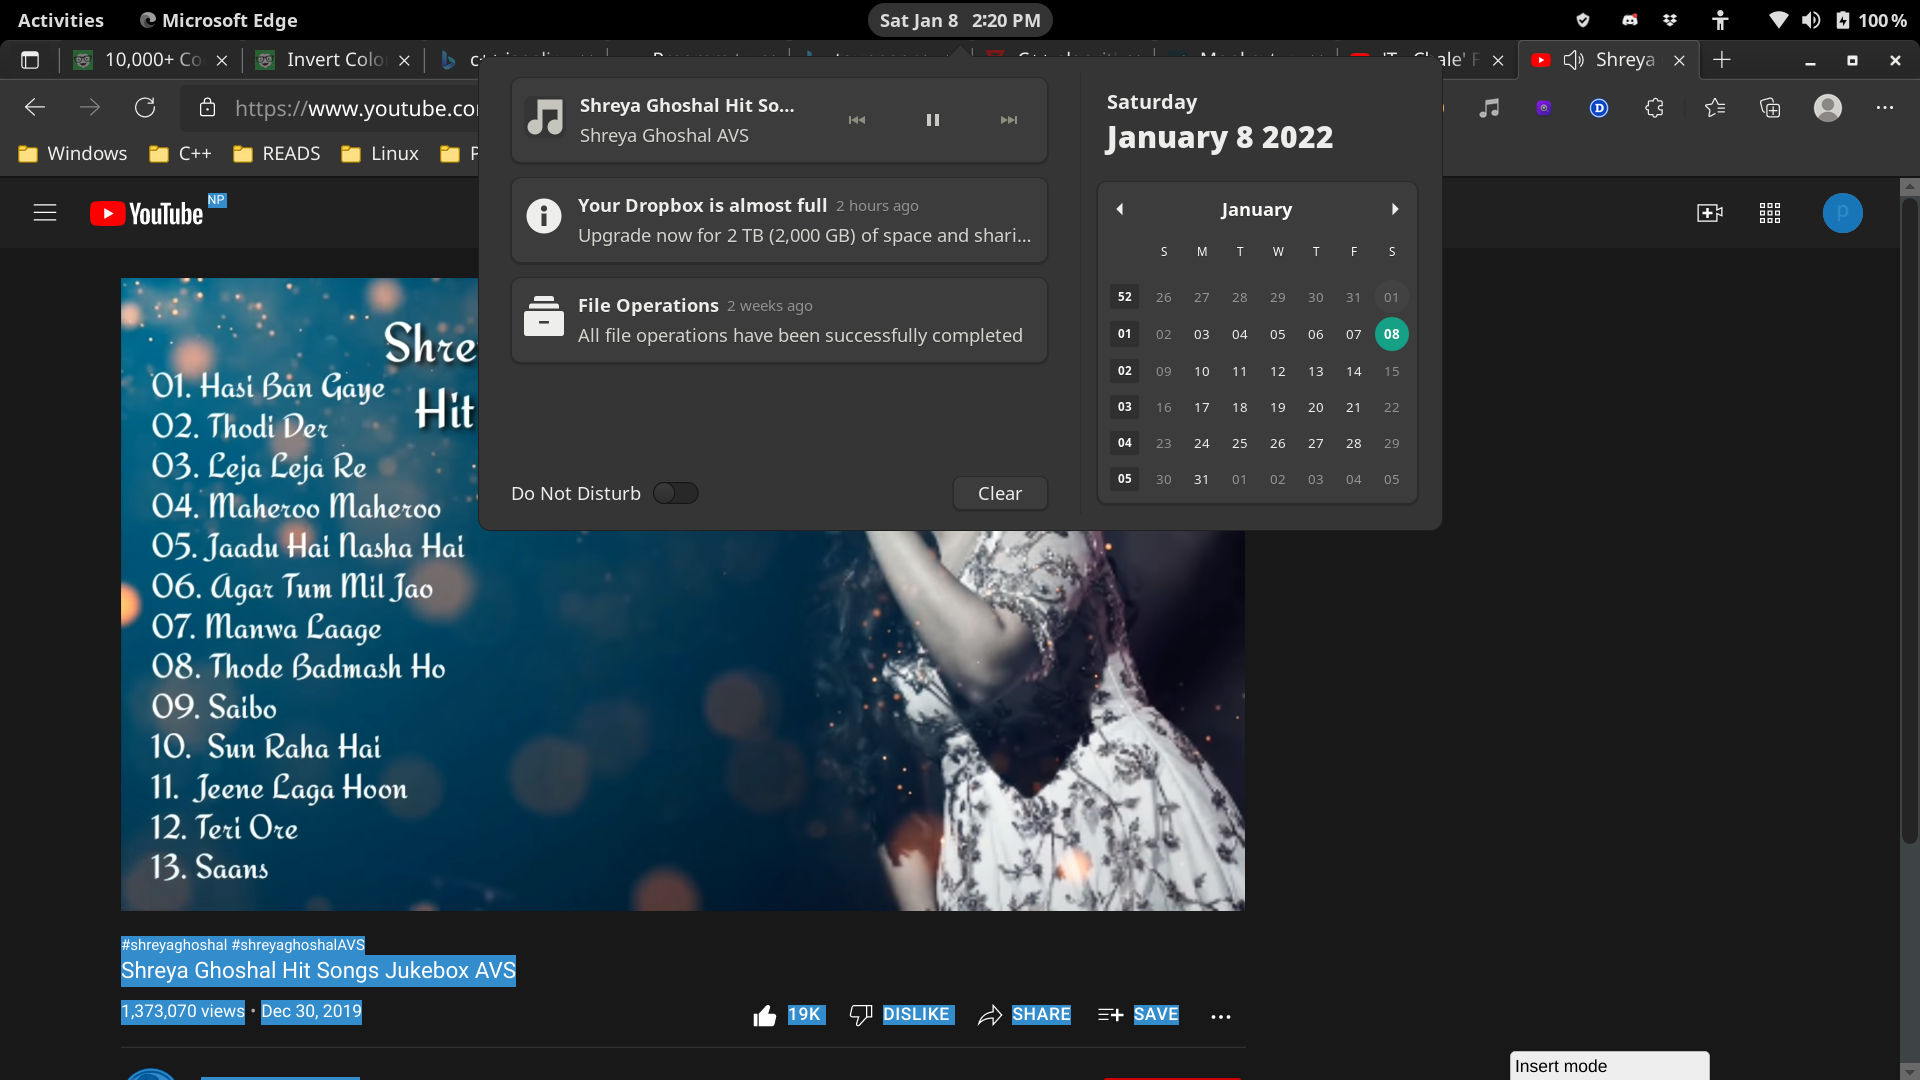 Activities
Microsoft Edge
Sat Jan 8 2:20 PM
100 %
10,000+ Co
Invert Colo
Shreya
https://www.youtube.co
Windows
C++
READS
Linux
Shreya Ghoshal Hit So...
Shreya Ghoshal AVS
Your Dropbox is almost full 2 hours ago
Upgrade now for 2 TB (2,000 GB) of space and shari...
File Operations 2 weeks ago
All file operations have been successfully completed
Do Not Disturb
Clear
Saturday
January 8 2022
January
S M T W T F S
52 26 27 28 29 30 31 01
01 02 03 04 05 06 07 08
02 09 10 11 12 13 14 15
03 16 17 18 19 20 21 22
04 23 24 25 26 27 28 29
05 30 31 01 02 03 04 05
YouTube NP
p
Shre
Hit
01. Hasi Ban Gaye
02. Thodi Der
03. Leja Leja Re
04. Maheroo Maheroo
05. Jaadu Hai Nasha Hai
06. Agar Tum Mil Jao
07. Manwa Laage
08. Thode Badmash Ho
09. Saibo
10. Sun Raha Hai
11. Jeene Laga Hoon
12. Teri Ore
13. Saans
#shreyaghoshal #shreyaghoshalAVS
Shreya Ghoshal Hit Songs Jukebox AVS
1,373,070 views • Dec 30, 2019
19K
DISLIKE
SHARE
SAVE
Insert mode